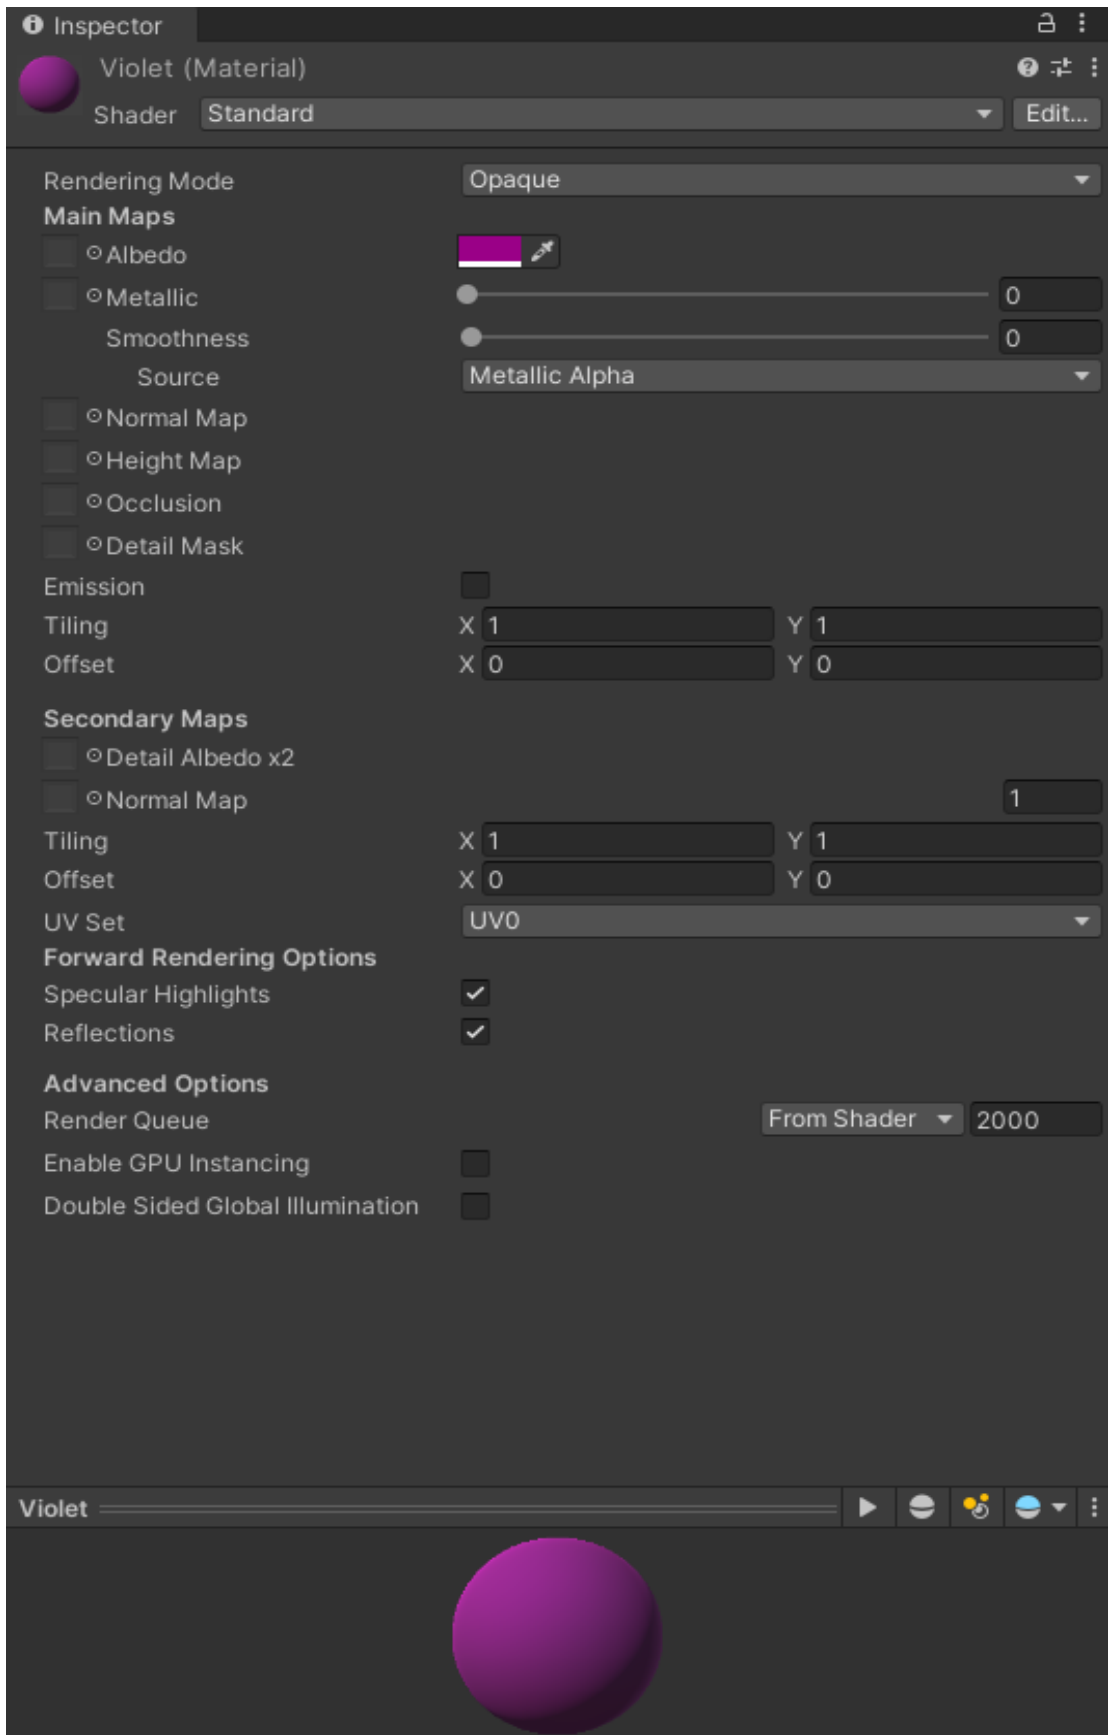 Inspector
Violet (Material)
Shader Standard Edit...
Rendering Mode Opaque
Main Maps
Albedo
Metallic 0
Smoothness 0
Source Metallic Alpha
Normal Map
Height Map
Occlusion
Detail Mask
Emission
Tiling X 1 Y 1
Offset X 0 Y 0
Secondary Maps
Detail Albedo x2
Normal Map 1
Tiling X 1 Y 1
Offset X 0 Y 0
UV Set UV0
Forward Rendering Options
Specular Highlights
Reflections
Advanced Options
Render Queue From Shader 2000
Enable GPU Instancing
Double Sided Global Illumination
Violet